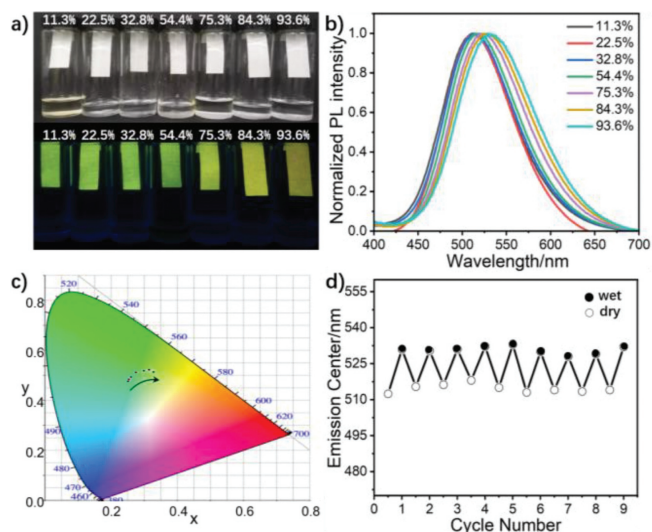 a)
11.3% 22.5% 32.8% 54.4% 75.3% 84.3% 93.6%
11.3% 22.5% 32.8% 54.4% 75.3% 84.3% 93.6%
b)
Normalized PL intensity
1.0
0.8
0.6
0.4
0.2
0.0
11.3%
22.5%
32.8%
54.4%
75.3%
84.3%
93.6%
400 450 500 550 600 650 700
Wavelength/nm
c)
y
0.8
0.6
0.4
0.2
0.0
520
540
560
580
600
620
700
490
480
470
460
0.2 0.4 0.6 0.8
x
d)
Emission Center/nm
555
540
525
510
495
480
wet
dry
0 1 2 3 4 5 6 7 8 9
Cycle Number